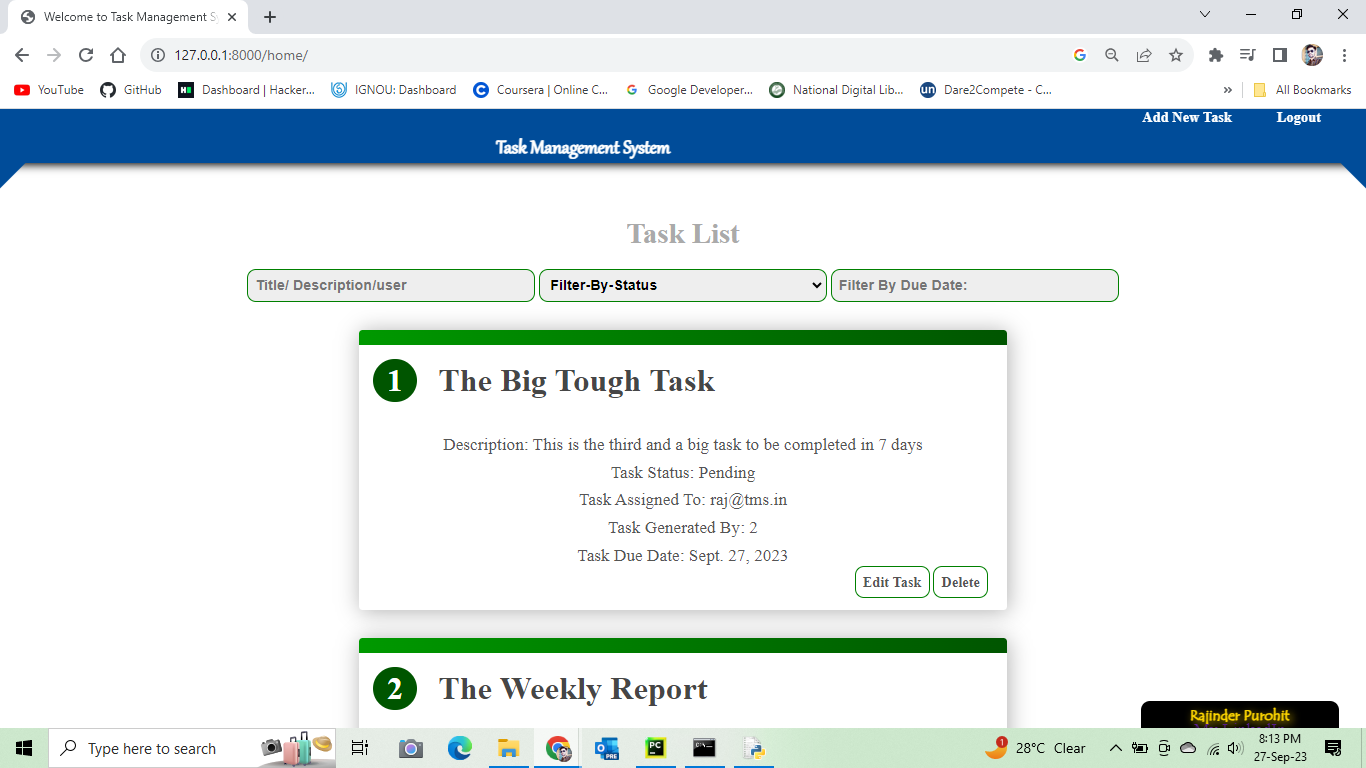 Welcome to Task Management S
127.0.0.1:8000/home/
YouTube GitHub Dashboard | Hacker... IGNOU: Dashboard Coursera | Online C... Google Developer... National Digital Lib... Dare2Compete - C... » All Bookmarks
Add New Task Logout
Task Management System
Task List
Title/ Description/user Filter-By-Status Filter By Due Date:
1 The Big Tough Task
Description: This is the third and a big task to be completed in 7 days
Task Status: Pending
Task Assigned To: raj@tms.in
Task Generated By: 2
Task Due Date: Sept. 27, 2023
Edit Task Delete
2 The Weekly Report
Rajinder Purohit
Type here to search 28°C Clear 8:13 PM
27-Sep-23